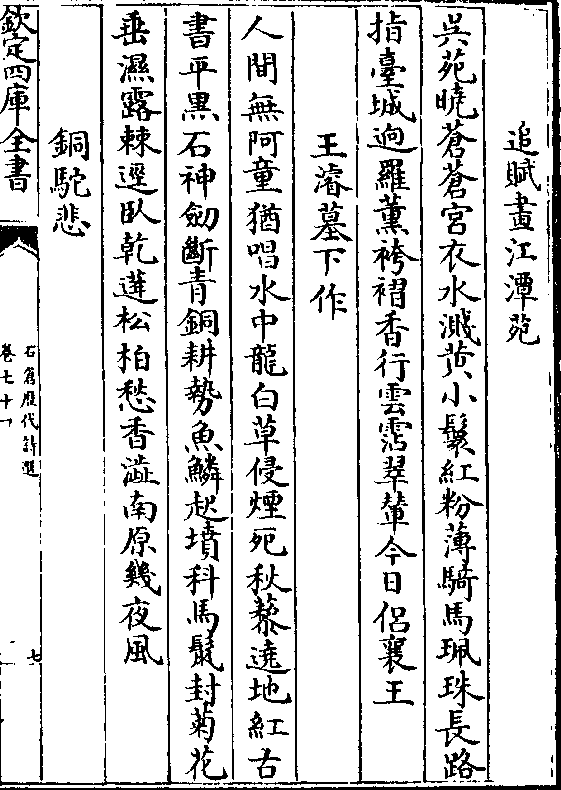 追賦畫江潭苑
吳苑曉蒼蒼宮衣水濺黃小鬟紅粉薄騎馬珮珠長路
指臺城逈羅薰袴褶香行雲霑翠輦今日侣襄王
王濬墓下作
人間無阿童猶唱水中龍白草侵煙死秋藜遶地紅古
書平黒石神劒斷青銅耕勢魚鱗起墳科馬鬛封菊花
垂濕露棘逕臥乾蓬松柏愁香澁南原幾夜風
銅駝悲
欽定四庫全書
石倉歴代詩選
卷七十一
七